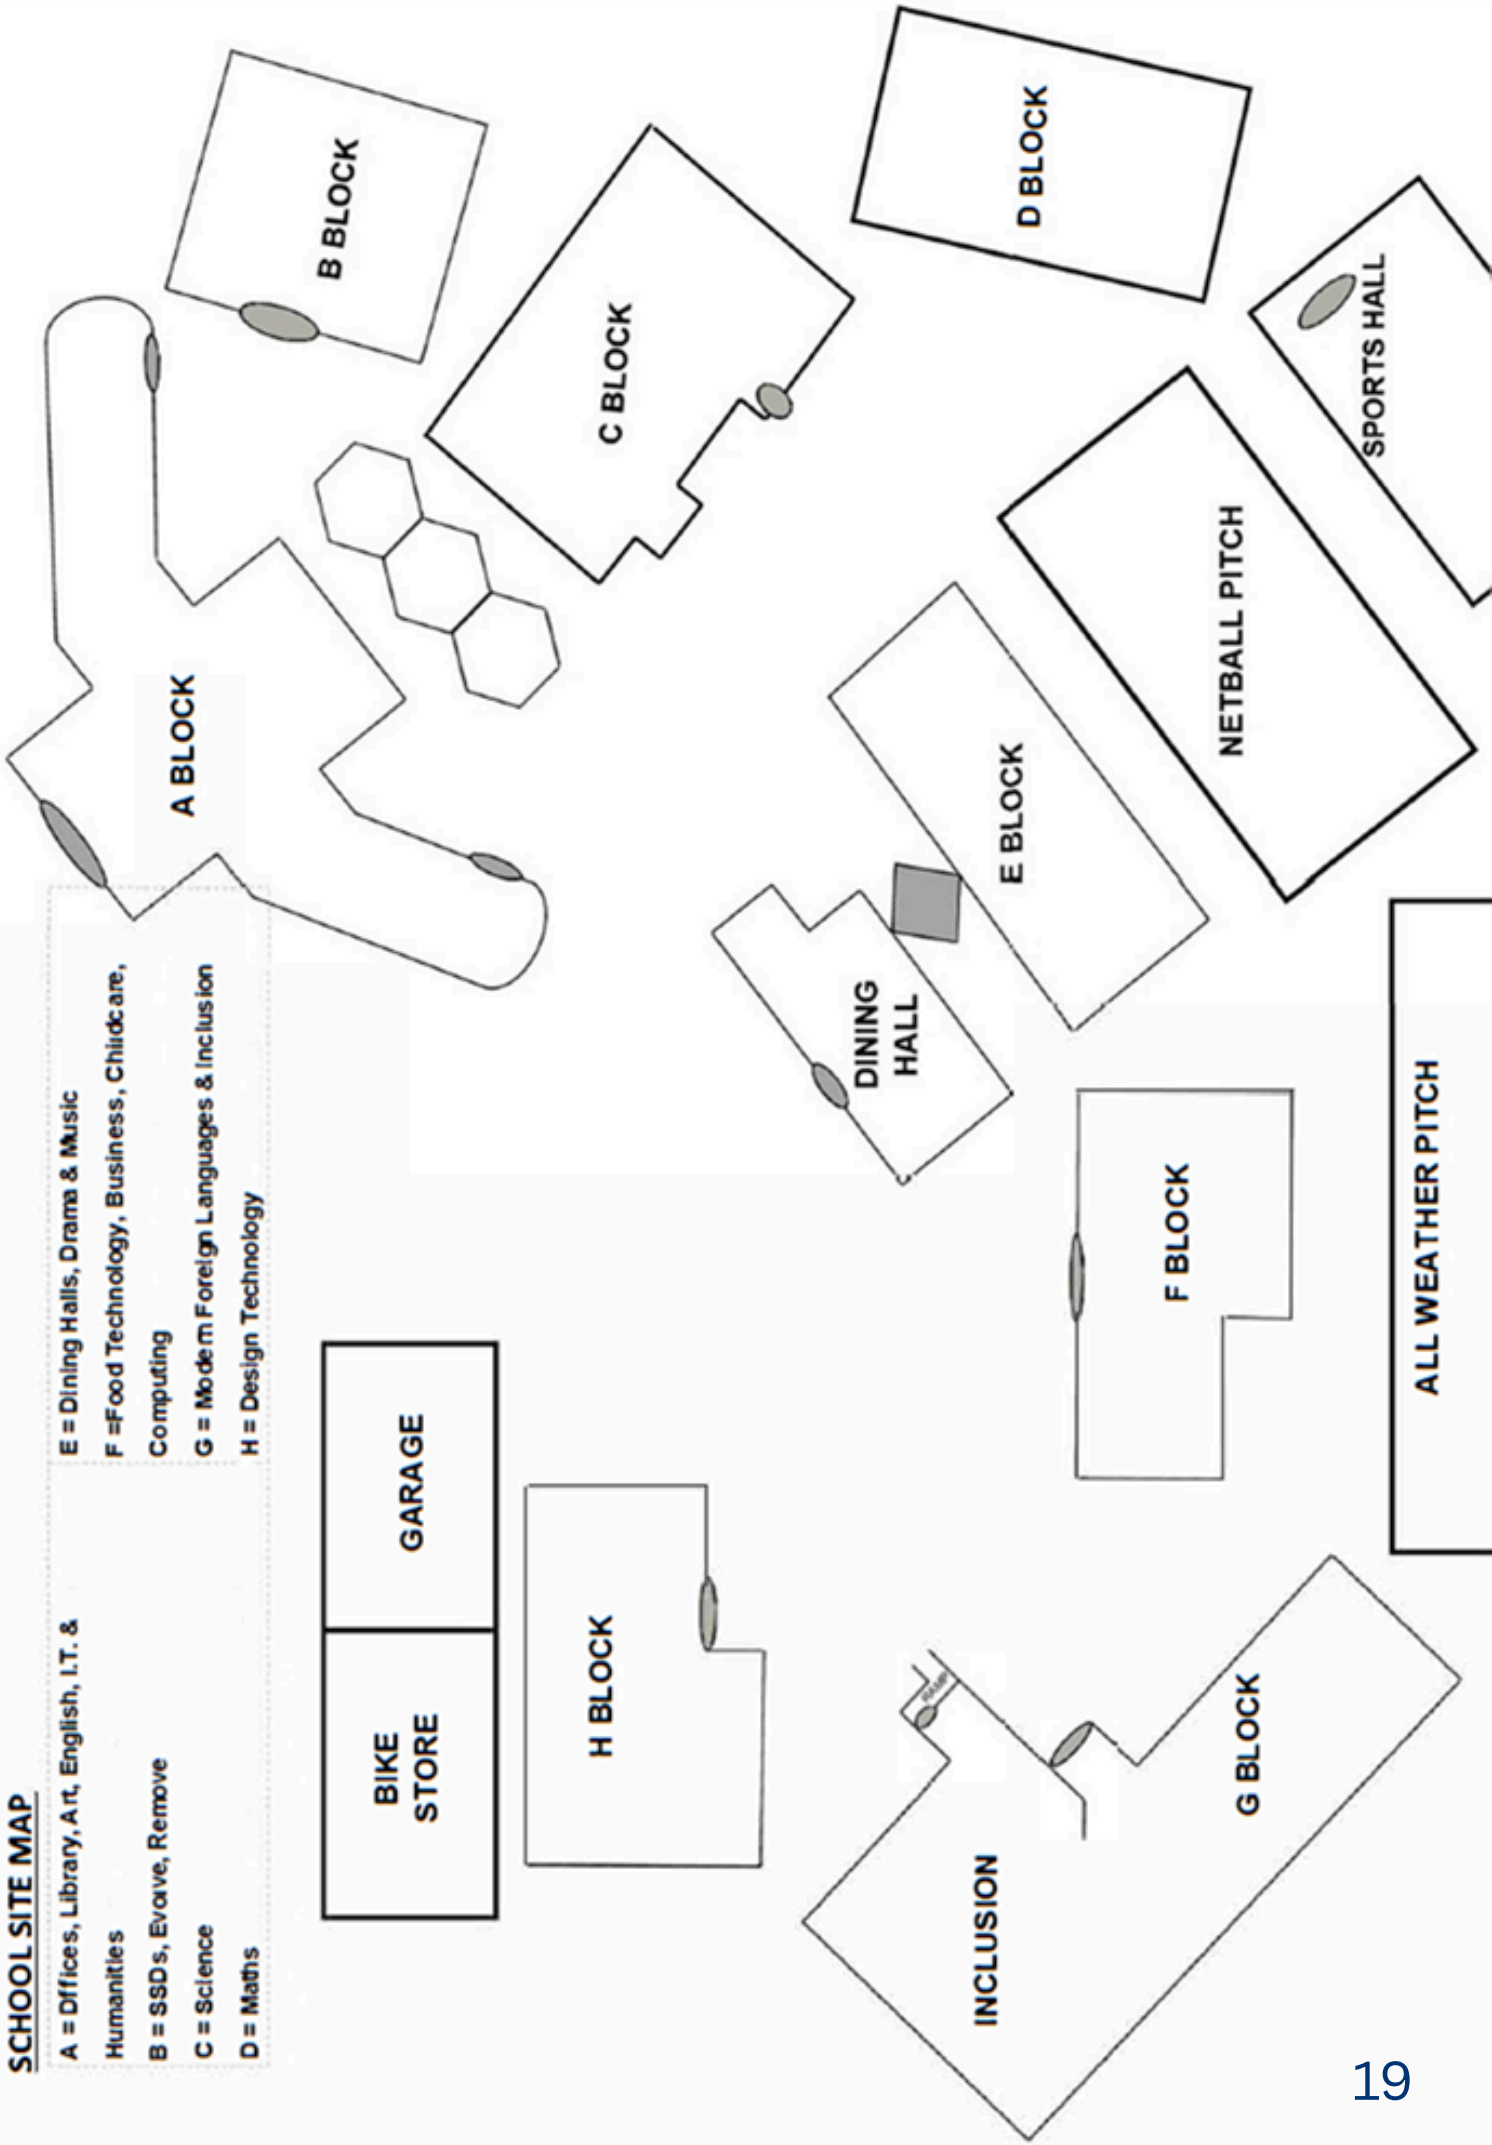 SCHOOL SITE MAP
A = Offices, Library, Art, English, I.T. &
Humanities
B = SSDs, Evolve, Remove
C = Science
D = Maths
E = Dining Halls, Drama & Music
F =Food Technology, Business, Childcare,
Computing
G = Modern Foreign Languages & Inclusion
H = Design Technology
A BLOCK
B BLOCK
C BLOCK
D BLOCK
SPORTS HALL
NETBALL PITCH
E BLOCK
DINING
HALL
F BLOCK
ALL WEATHER PITCH
GARAGE
BIKE
STORE
H BLOCK
RAMP
G BLOCK
INCLUSION
19